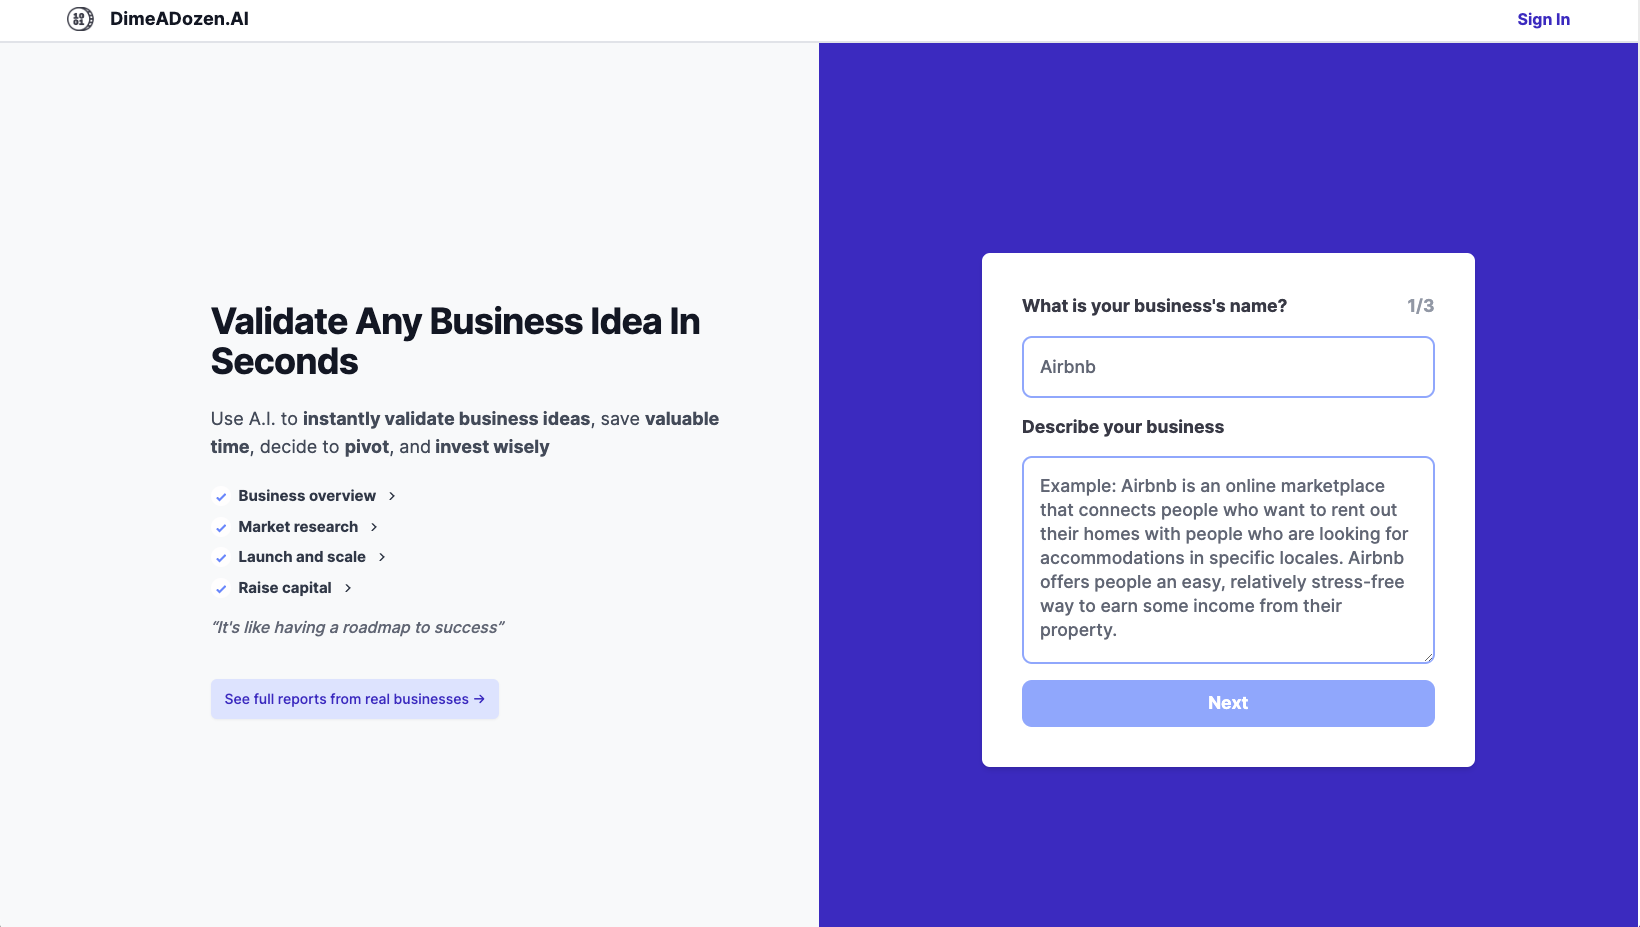 DimeADozen.AI
Sign In
Validate Any Business Idea In
Seconds
Use A.I. to instantly validate business ideas, save valuable
time, decide to pivot, and invest wisely
Business overview
Market research
Launch and scale
Raise capital
“It's like having a roadmap to success”
See full reports from real businesses →
What is your business's name? 1/3
Airbnb
Describe your business
Example: Airbnb is an online marketplace
that connects people who want to rent out
their homes with people who are looking for
accommodations in specific locales. Airbnb
offers people an easy, relatively stress-free
way to earn some income from their
property.
Next